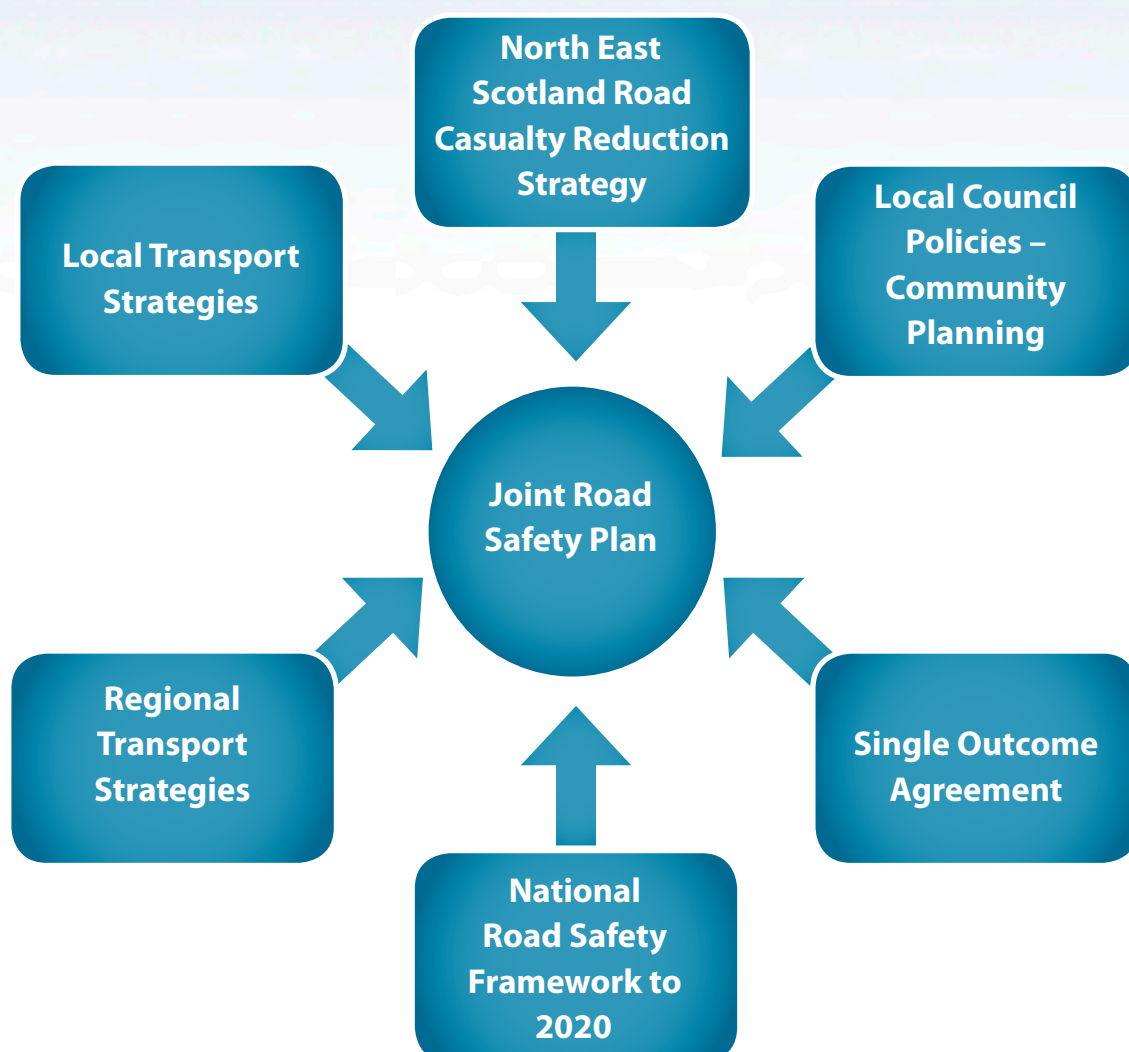 North East
Scotland Road
Casualty Reduction
Strategy
Local Transport
Strategies
Local Council
Policies –
Community
Planning
Joint Road
Safety Plan
Regional
Transport
Strategies
Single Outcome
Agreement
National
Road Safety
Framework to
2020